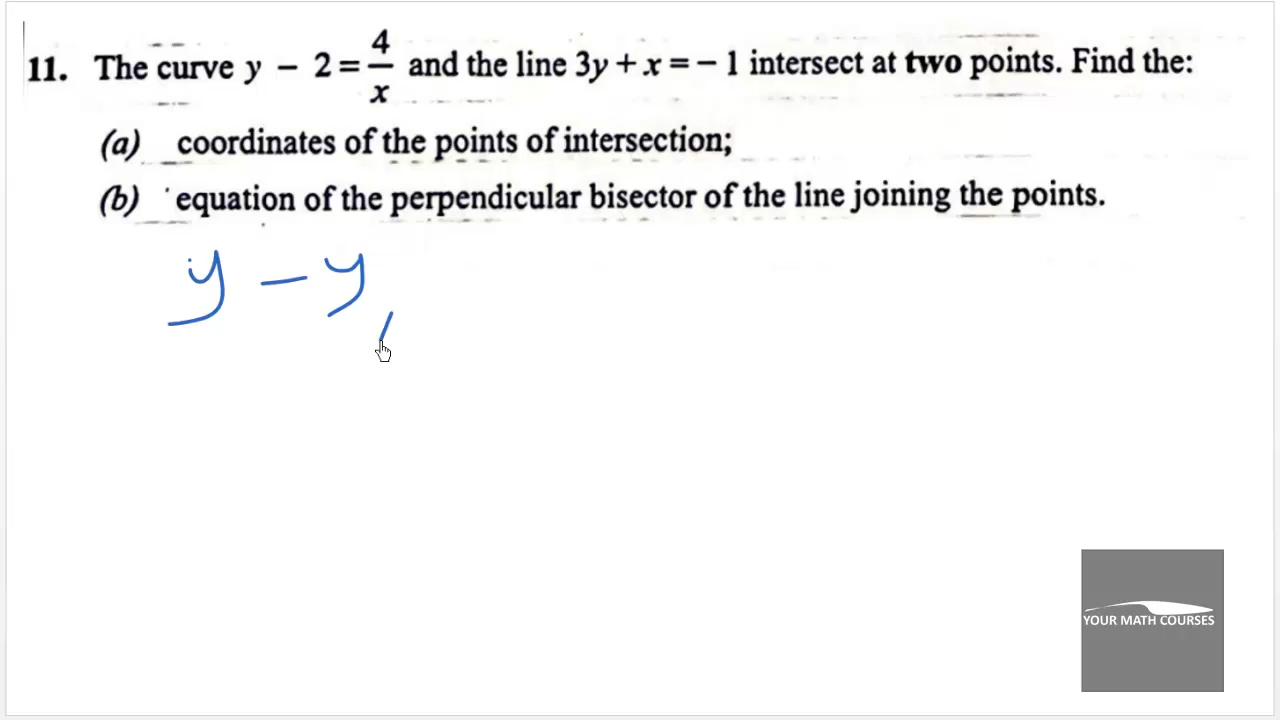 11. The curve y − 2 = 4/x and the line 3y + x = − 1 intersect at two points. Find the:
(a) coordinates of the points of intersection;
(b) equation of the perpendicular bisector of the line joining the points.
y − y
YOUR MATH COURSES